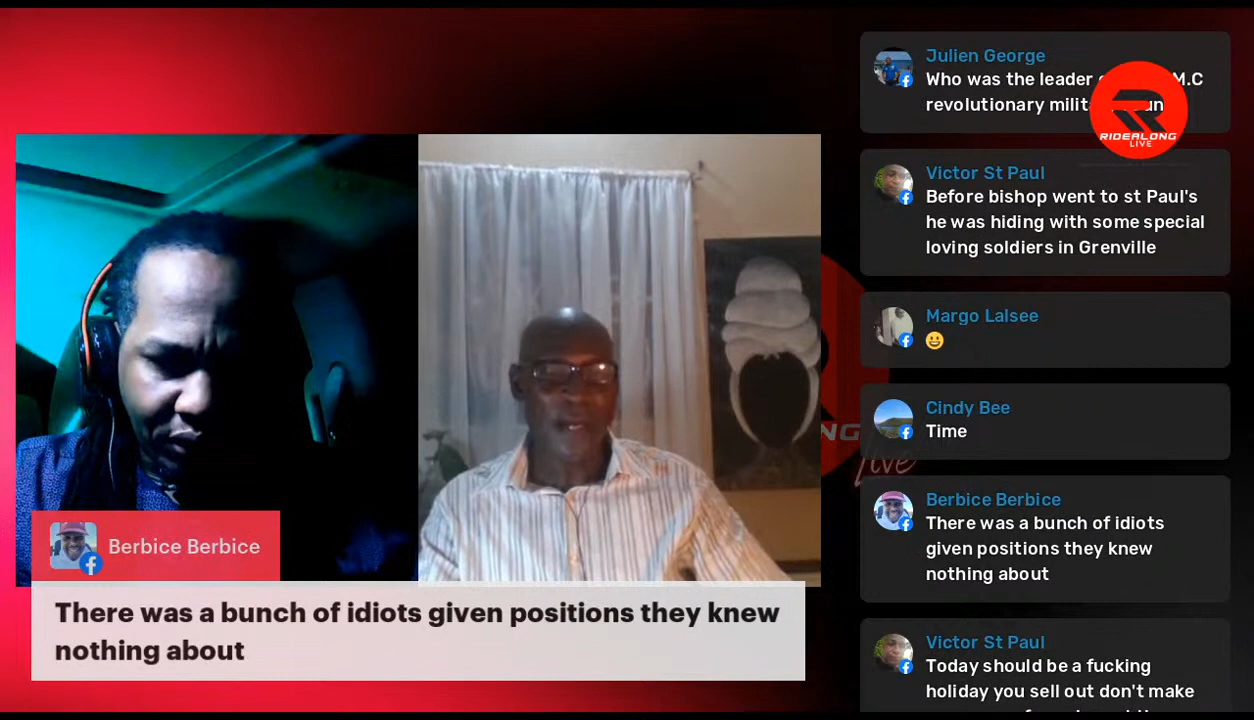 Julien George
Who was the leader M.C
revolutionary
RIDEALONG
LIVE
Victor St Paul
Before bishop went to st Paul's
he was hiding with some special
loving soldiers in Grenville
Margo Lalsee
😀
Cindy Bee
Time
Berbice Berbice
There was a bunch of idiots
given positions they knew
nothing about
Victor St Paul
Today should be a fucking
holiday you sell out don't make
Live
Berbice Berbice
There was a bunch of idiots given positions they knew
nothing about